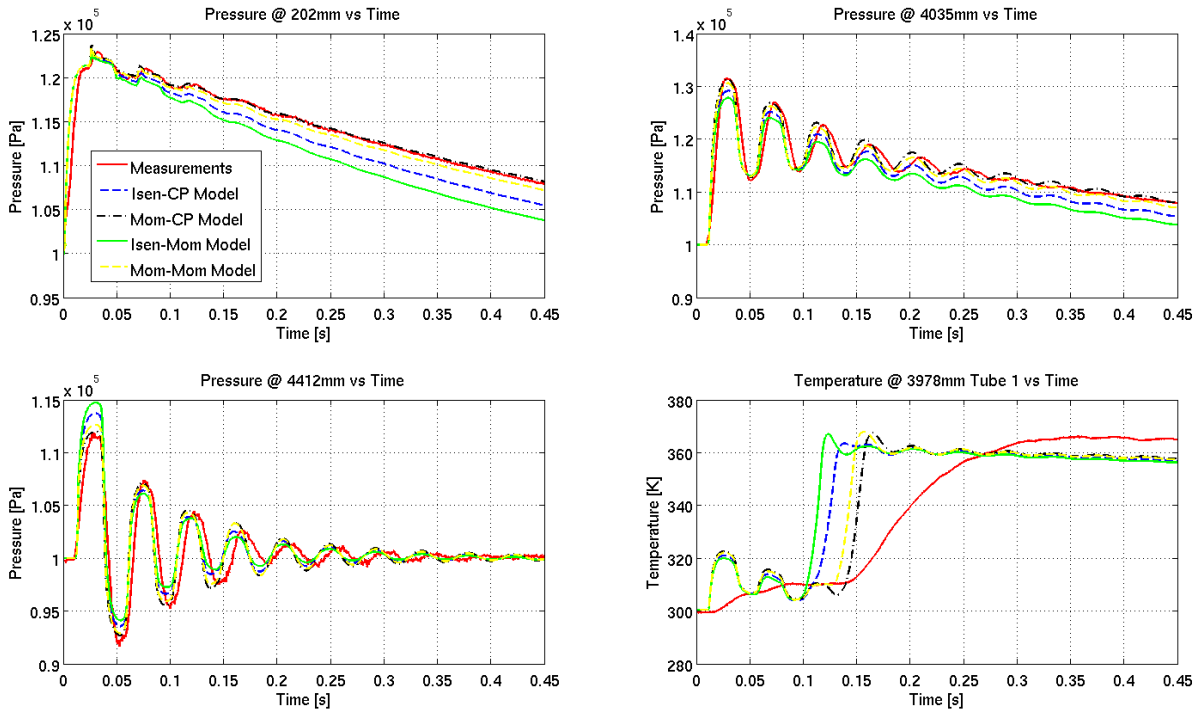 Pressure @ 202mm vs Time
x 10^5
1.25
1.2
1.15
1.1
1.05
1
0.95
Pressure [Pa]
Measurements
Isen-CP Model
Mom-CP Model
Isen-Mom Model
Mom-Mom Model
0 0.05 0.1 0.15 0.2 0.25 0.3 0.35 0.4 0.45
Time [s]
Pressure @ 4035mm vs Time
x 10^5
1.4
1.3
1.2
1.1
1
0.9
Pressure [Pa]
0 0.05 0.1 0.15 0.2 0.25 0.3 0.35 0.4 0.45
Time [s]
Pressure @ 4412mm vs Time
x 10^5
1.15
1.1
1.05
1
0.95
0.9
Pressure [Pa]
0 0.05 0.1 0.15 0.2 0.25 0.3 0.35 0.4 0.45
Time [s]
Temperature @ 3978mm Tube 1 vs Time
380
360
340
320
300
280
Temperature [K]
0 0.05 0.1 0.15 0.2 0.25 0.3 0.35 0.4 0.45
Time [s]